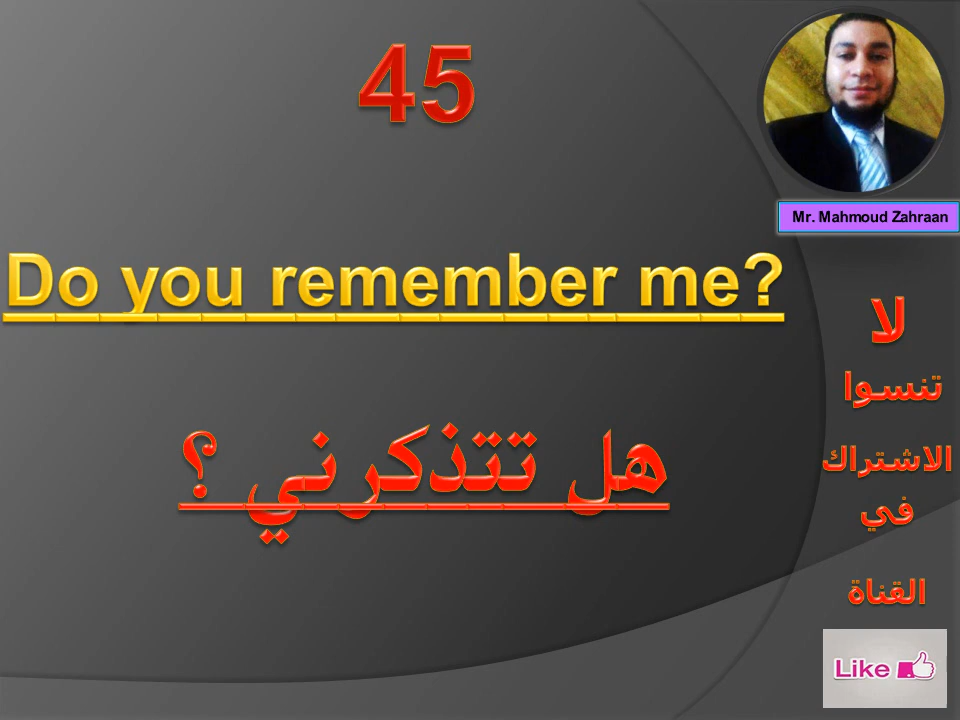 45
Mr. Mahmoud Zahraan
Do you remember me?
هل تتذكرني ؟
لا
تنسوا
الاشتراك
في
القناة
Like